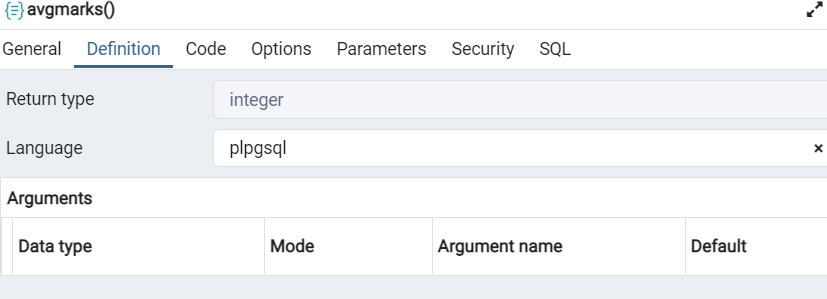 avgmarks()
General Definition Code Options Parameters Security SQL
Return type integer
Language plpgsql ×
Arguments
Data type Mode Argument name Default